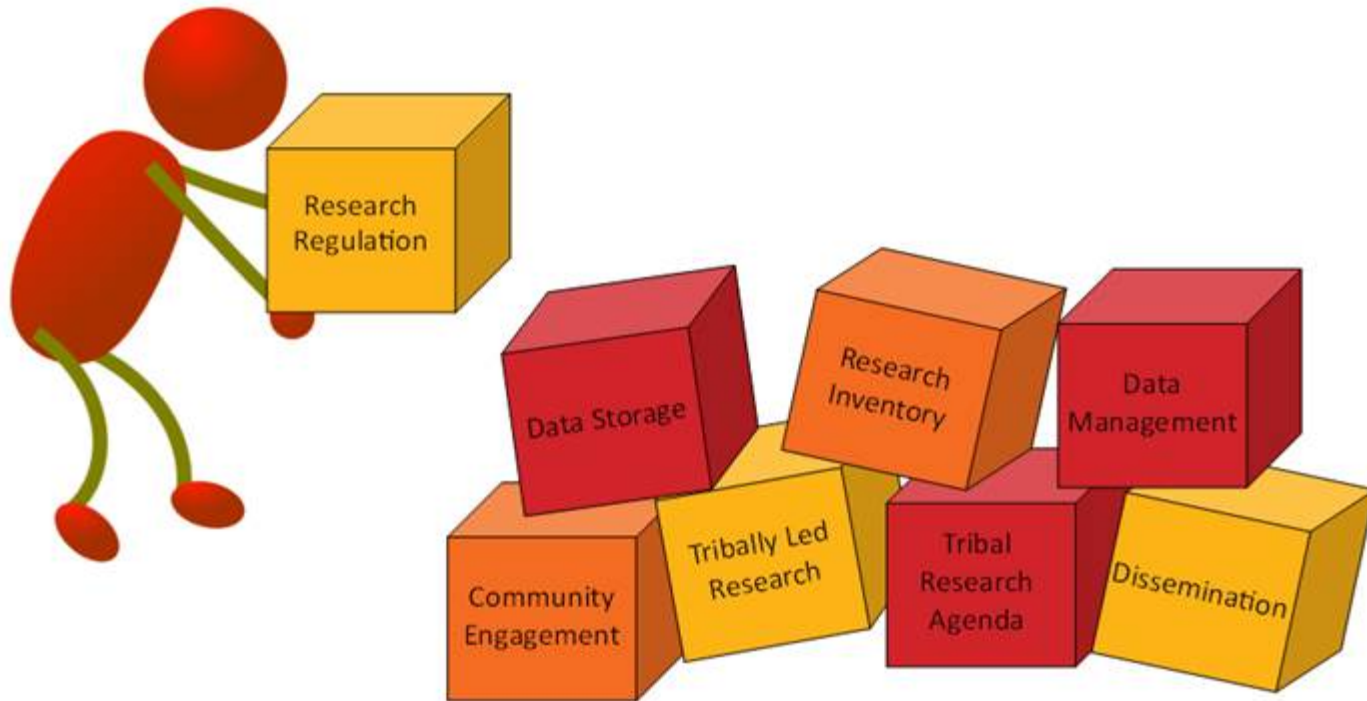 Research
Regulation
Data Storage
Research
Inventory
Data
Management
Community
Engagement
Tribally Led
Research
Tribal
Research
Agenda
Dissemination